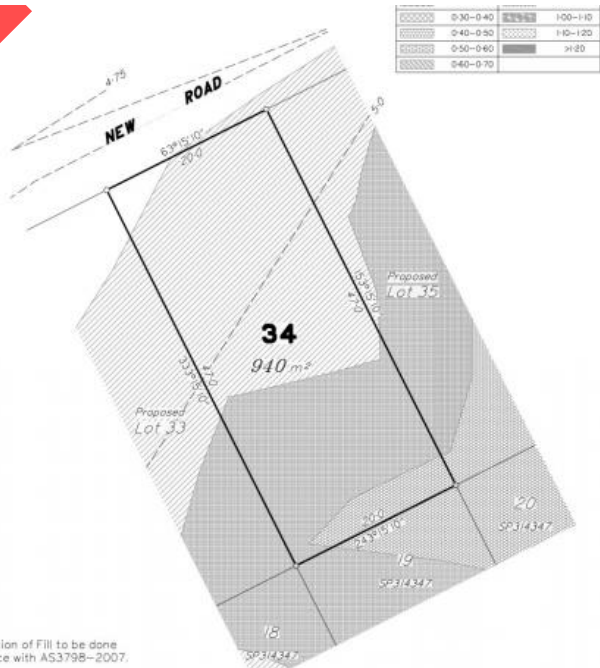 0·30–0·40
1·00–1·10
0·40–0·50
1·10–1·20
0·50–0·60
>1·20
0·60–0·70
4·75
NEW ROAD
5·0
63°15'10"
20·0
Proposed
Lot 35
153°15'10"
47·0
34
940 m²
47·0
333°15'10"
Proposed
Lot 33
20·0
243°15'10"
20
SP314347
19
SP314347
18
SP314347
ion of Fill to be done
ce with AS3798–2007.